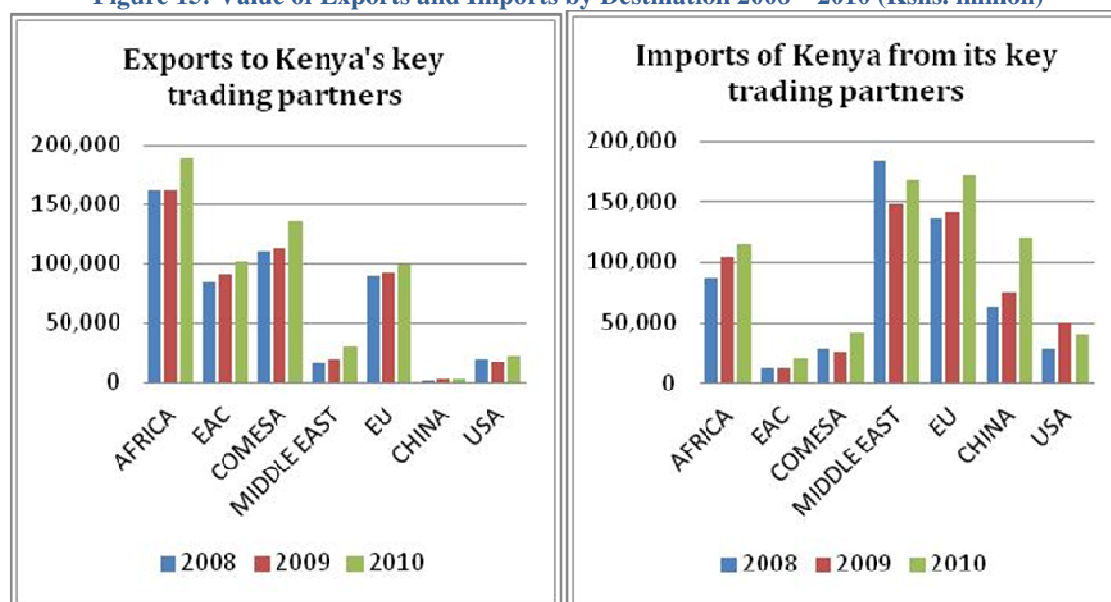 Figure 15: Value of Exports and Imports by Destination 2008 – 2010 (Kshs. million)
Exports to Kenya's key
trading partners
200,000
150,000
100,000
50,000
0
AFRICA
EAC
COMESA
MIDDLE EAST
EU
CHINA
USA
2008 2009 2010
Imports of Kenya from its key
trading partners
200,000
150,000
100,000
50,000
0
AFRICA
EAC
COMESA
MIDDLE EAST
EU
CHINA
USA
2008 2009 2010